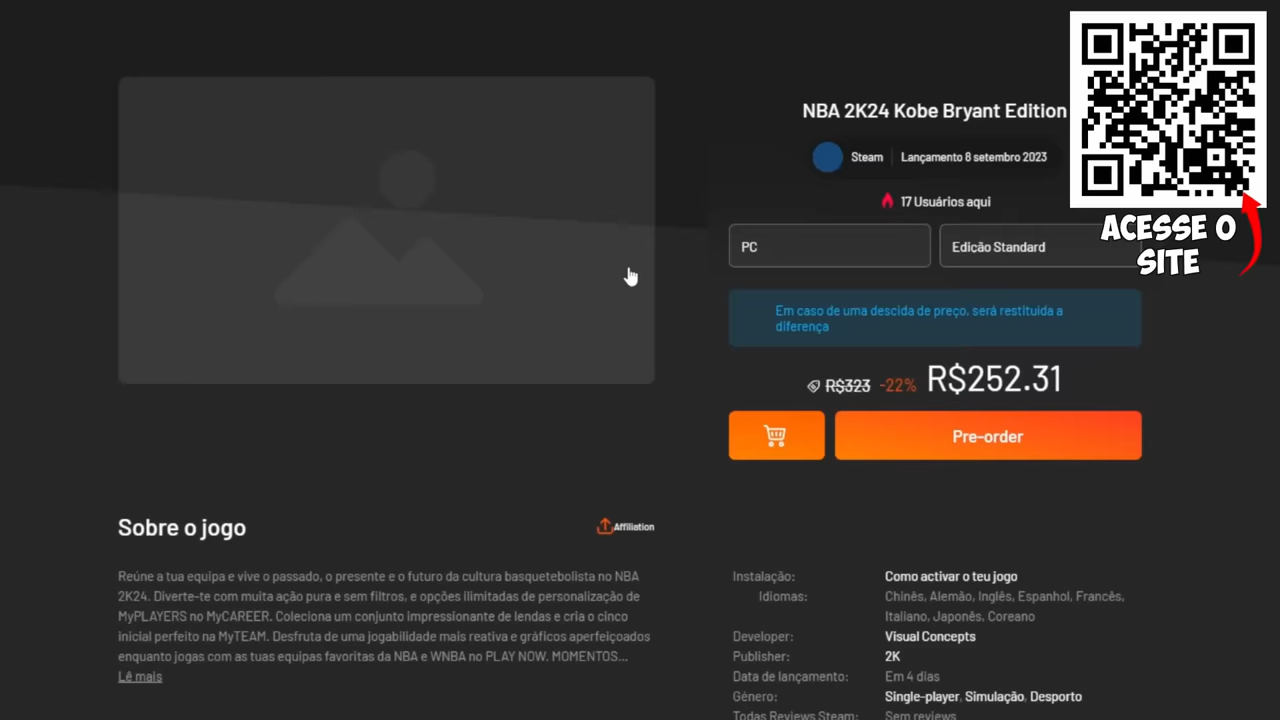 NBA 2K24 Kobe Bryant Edition
Steam
Lançamento 8 setembro 2023
17 Usuários aqui
PC
Edição Standard
ACESSE O
SITE
Em caso de uma descida de preço, será restituida a
diferença
R$323 -22% R$252.31
Pre-order
Sobre o jogo
Affiliation
Reúne a tua equipa e vive o passado, o presente e o futuro da cultura basquetebolista no NBA
2K24. Diverte-te com muita ação pura e sem filtros, e opções ilimitadas de personalização de
MyPLAYERS no MyCAREER. Coleciona um conjunto impressionante de lendas e cria o cinco
inicial perfeito na MyTEAM. Desfruta de uma jogabilidade mais reativa e gráficos aperfeiçoados
enquanto jogas com as tuas equipas favoritas da NBA e WNBA no PLAY NOW. MOMENTOS...
Lê mais
Instalação: Como activar o teu jogo
Idiomas: Chinês, Alemão, Inglês, Espanhol, Francês,
Italiano, Japonês, Coreano
Developer: Visual Concepts
Publisher: 2K
Data de lançamento: Em 4 dias
Género: Single-player, Simulação, Desporto
Todas Reviews Steam: Sem reviews